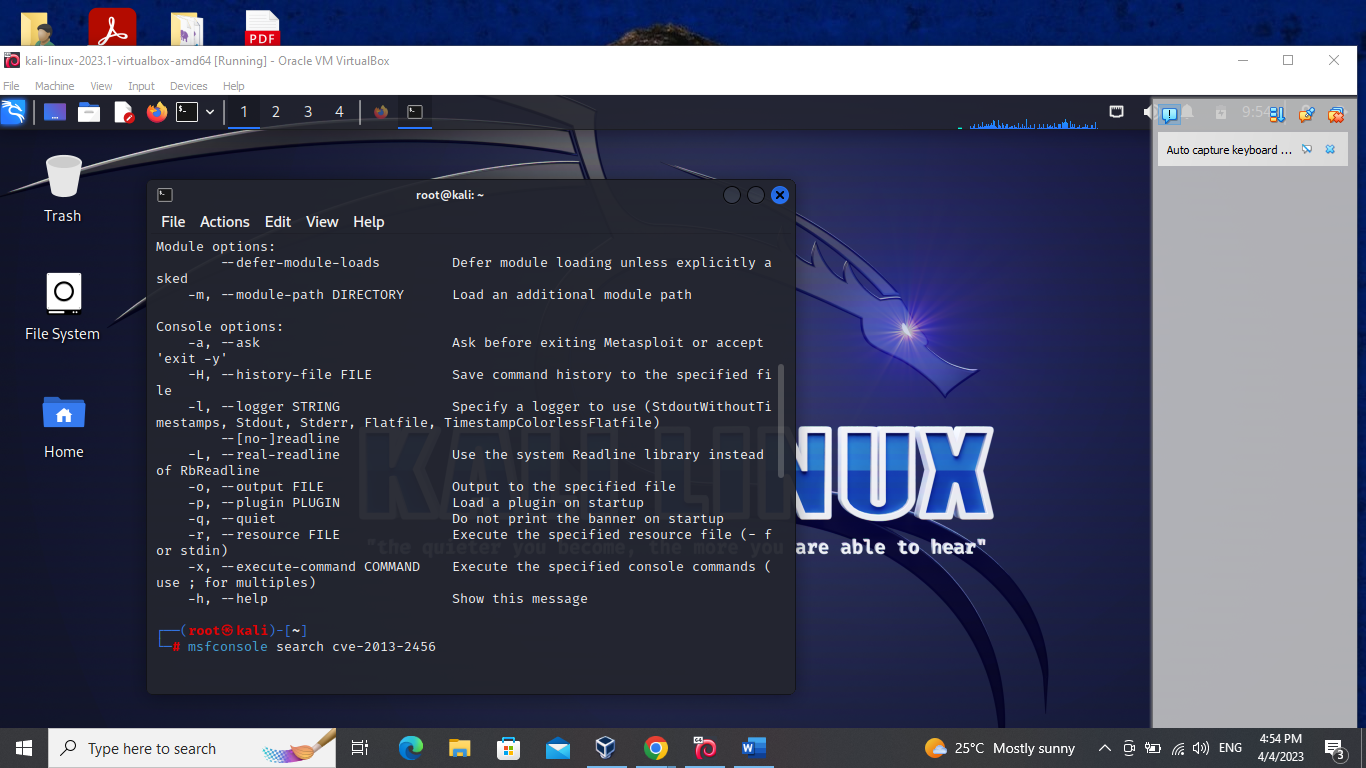 PDF
kali-linux-2023.1-virtualbox-amd64 [Running] - Oracle VM VirtualBox
File Machine View Input Devices Help
1 2 3 4
Auto capture keyboard ...
Trash
File System
Home
root@kali: ~
File Actions Edit View Help
Module options:
--defer-module-loads Defer module loading unless explicitly a
sked
-m, --module-path DIRECTORY Load an additional module path
Console options:
-a, --ask Ask before exiting Metasploit or accept
'exit -y'
-H, --history-file FILE Save command history to the specified fi
le
-l, --logger STRING Specify a logger to use (StdoutWithoutTi
mestamps, Stdout, Stderr, Flatfile, TimestampColorlessFlatfile)
--[no-]readline
-L, --real-readline Use the system Readline library instead
of RbReadline
-o, --output FILE Output to the specified file
-p, --plugin PLUGIN Load a plugin on startup
-q, --quiet Do not print the banner on startup
-r, --resource FILE Execute the specified resource file (- f
or stdin)
-x, --execute-command COMMAND Execute the specified console commands (
use ; for multiples)
-h, --help Show this message
(root㉿kali)-[~]
# msfconsole search cve-2013-2456
KALI LINUX
"the quieter you become, the more you are able to hear"
Type here to search
25°C Mostly sunny
ENG
4:54 PM
4/4/2023
3